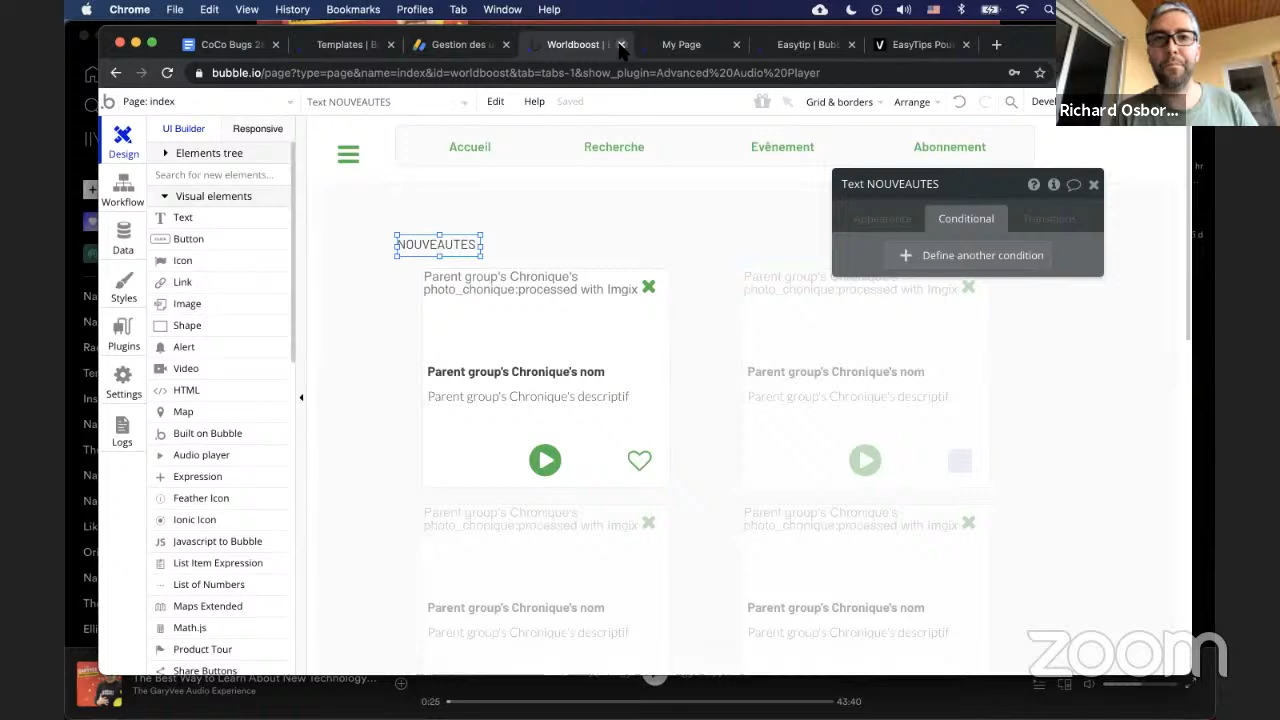 Chrome File Edit View History Bookmarks Profiles Tab Window Help
CoCo Bugs 28 Templates | B Gestion des u Worldboost | E My Page Easytip | Bubb EasyTips Pou
bubble.io/page?type=page&name=index&id=worldboost&tab=tabs-1&show_plugin=Advanced%20Audio%20Player
Richard Osbor...
Page: index Text NOUVEAUTES Edit Help Saved Grid & borders Arrange Devel
UI Builder Responsive
Design
Elements tree
Search for new elements...
Visual elements
Workflow
Data
Styles
Plugins
Settings
Logs
Text
Button
Icon
Link
Image
Shape
Alert
Video
HTML
Map
Built on Bubble
Audio player
Expression
Feather Icon
Ionic Icon
Javascript to Bubble
List Item Expression
List of Numbers
Maps Extended
Math.js
Product Tour
Share Buttons
Accueil Recherche Evènement Abonnement
Text NOUVEAUTES
Appearance Conditional Transitions
Define another condition
NOUVEAUTES
Parent group's Chronique's
photo_chonique:processed with Imgix
Parent group's Chronique's nom
Parent group's Chronique's descriptif
Parent group's Chronique's
photo_chonique:processed with Imgix
Parent group's Chronique's nom
Parent group's Chronique's descriptif
Parent group's Chronique's
photo_chonique:processed with Imgix
Parent group's Chronique's nom
Parent group's Chronique's descriptif
Parent group's Chronique's
photo_chonique:processed with Imgix
Parent group's Chronique's nom
Parent group's Chronique's descriptif
zoom
The Best Way to Learn About New Technology...
The GaryVee Audio Experience
0:25 43:40